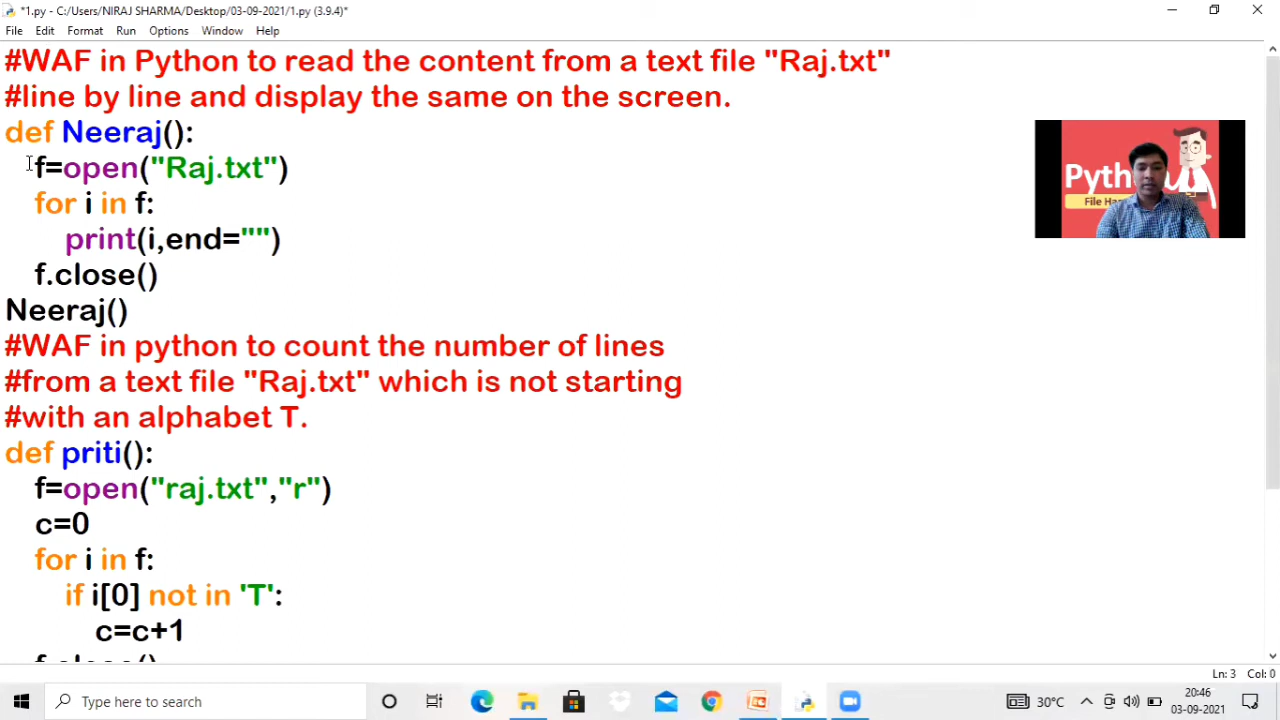 *1.py - C:/Users/NIRAJ SHARMA/Desktop/03-09-2021/1.py (3.9.4)*
File Edit Format Run Options Window Help
#WAF in Python to read the content from a text file "Raj.txt"
#line by line and display the same on the screen.
def Neeraj():
f=open("Raj.txt")
for i in f:
print(i,end="")
f.close()
Neeraj()
#WAF in python to count the number of lines
#from a text file "Raj.txt" which is not starting
#with an alphabet T.
def priti():
f=open("raj.txt","r")
c=0
for i in f:
if i[0] not in 'T':
c=c+1
f.close()
Ln: 3 Col: 0
Type here to search
30°C
20:46
03-09-2021